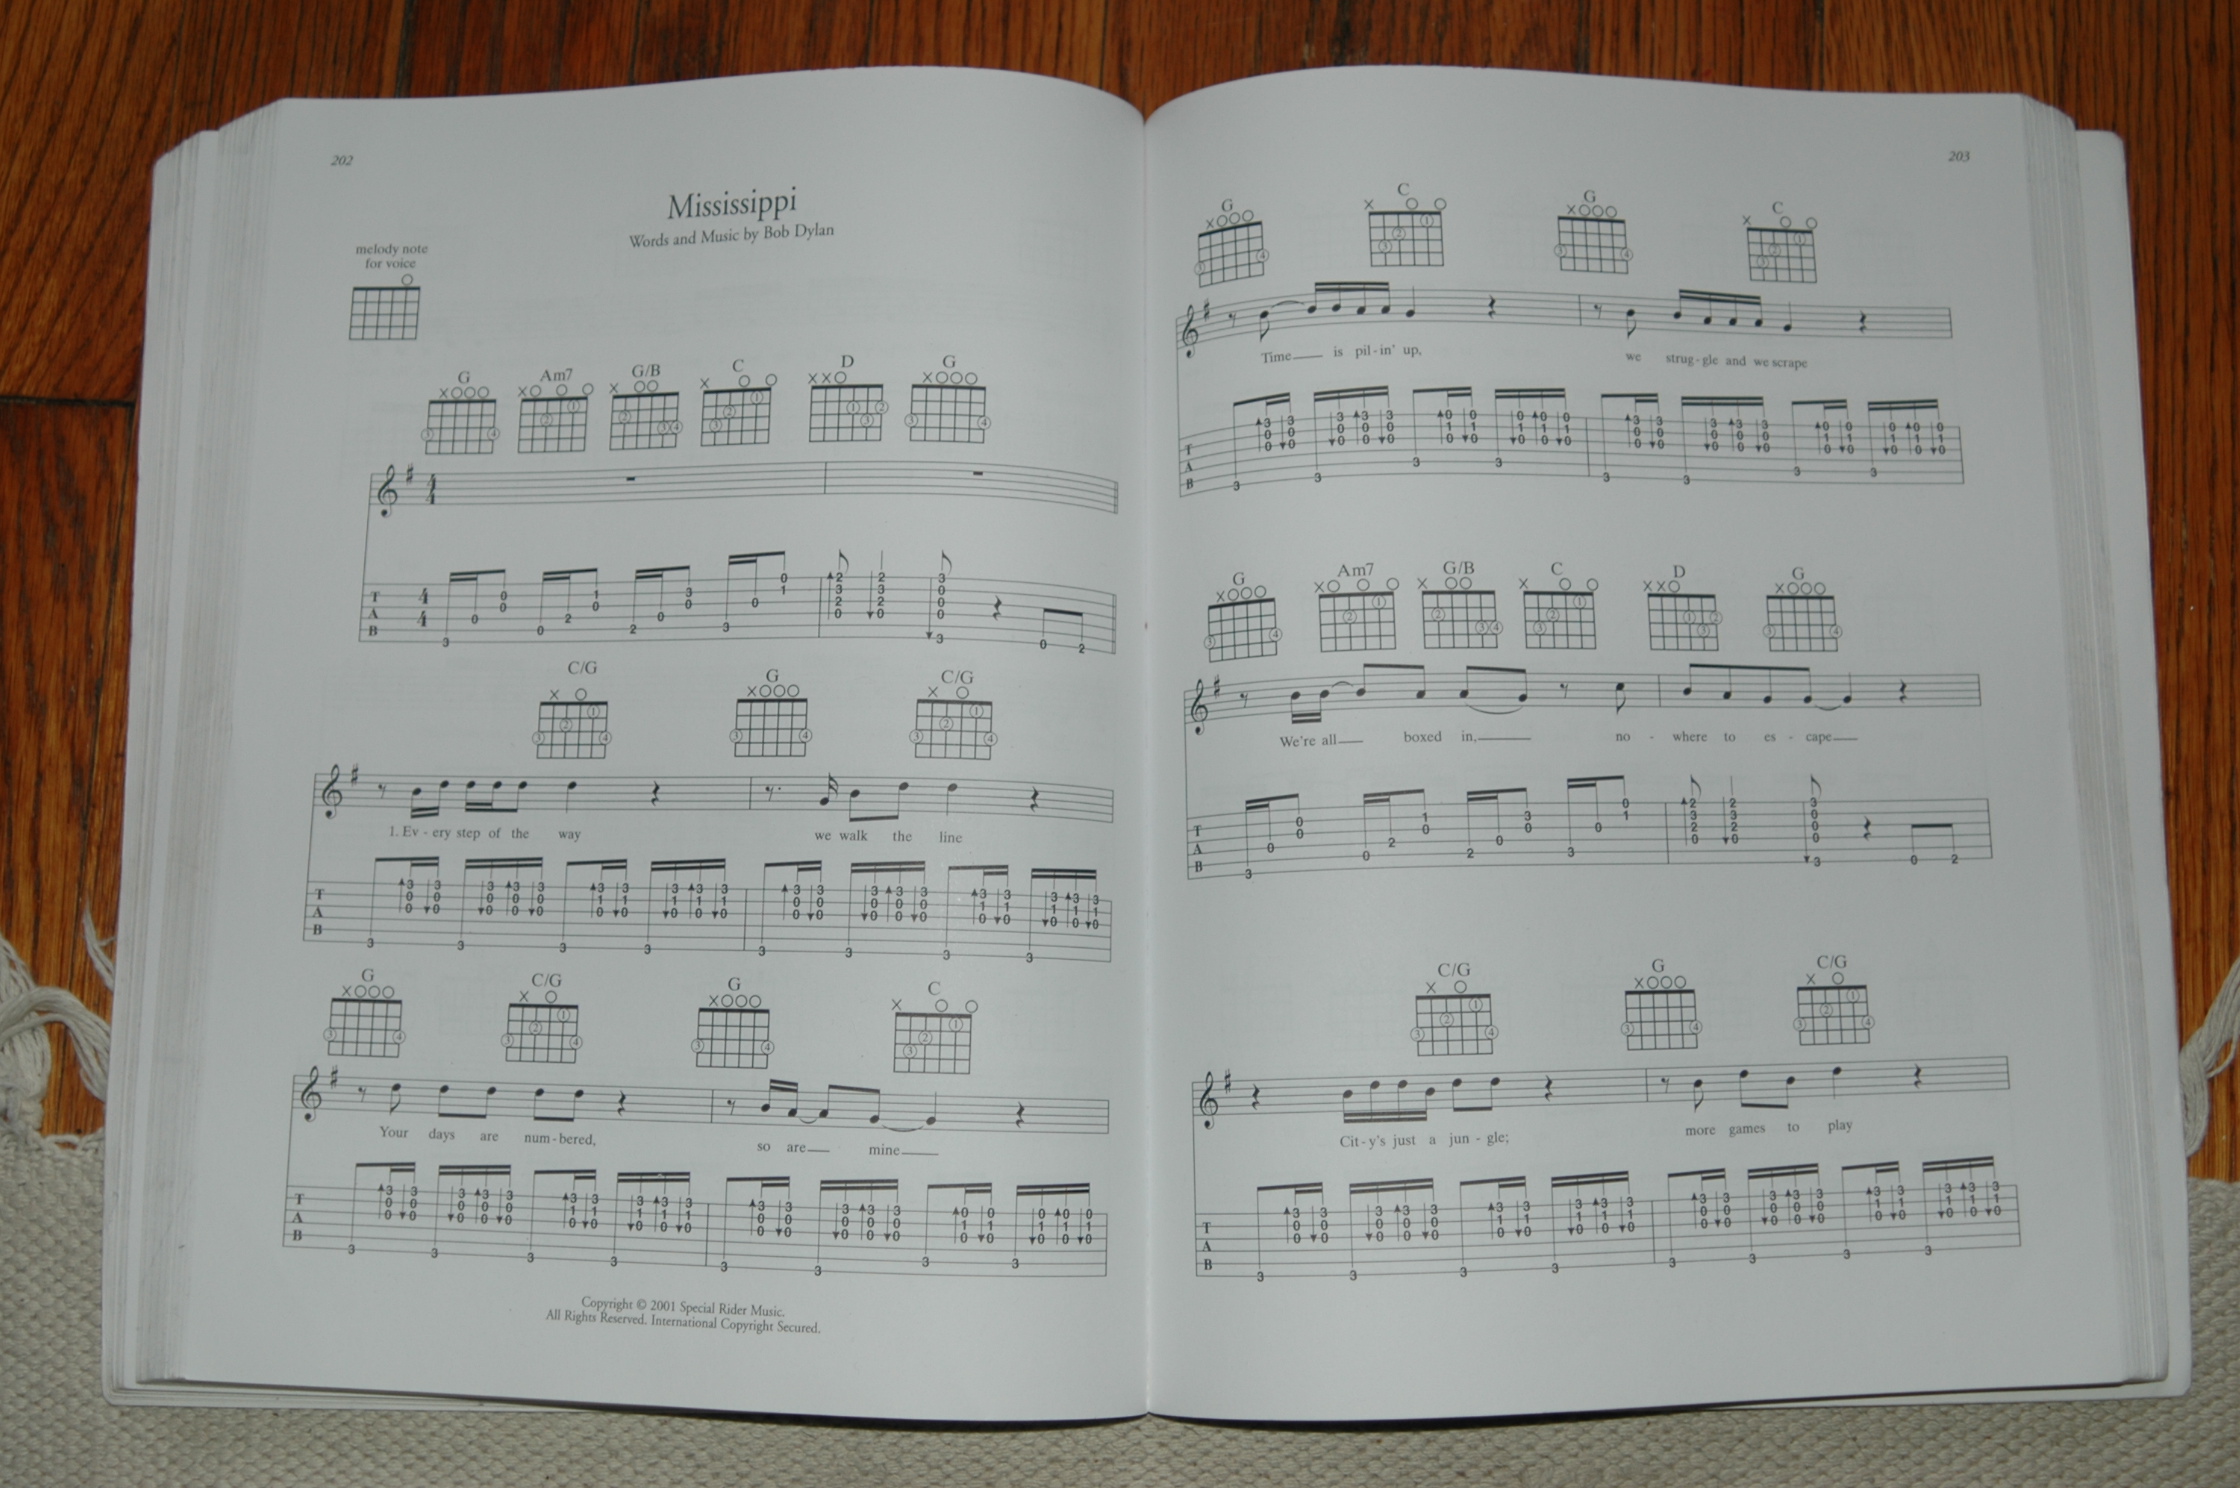 202
Mississippi
Words and Music by Bob Dylan
melody note
for voice
G Am7 G/B C D G
T
A
B
C/G G C/G
1. Ev - ery step of the way we walk the line
T
A
B
G C/G G C
Your days are num - bered, so are mine
T
A
B
Copyright © 2001 Special Rider Music.
All Rights Reserved. International Copyright Secured.
203
G C G C
Time is pil - in' up, we strug - gle and we scrape
T
A
B
G Am7 G/B C D G
We're all boxed in, no - where to es - cape
T
A
B
C/G G C/G
Cit - y's just a jun - gle; more games to play
T
A
B